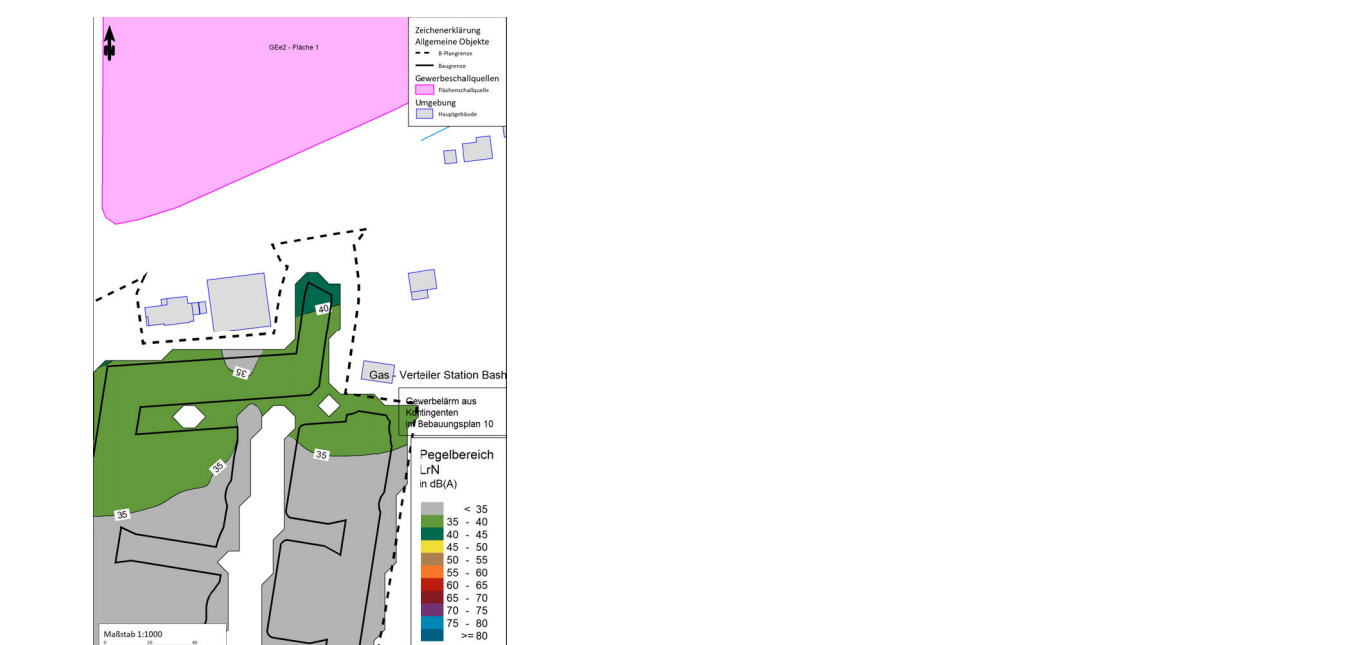 GEe2 - Fläche 1
Zeichenerklärung
Allgemeine Objekte
B-Plangrenze
Baugrenze
Gewerbeschallquellen
Flächenschallquelle
Umgebung
Hauptgebäude
40
35
Gas - Verteiler Station Bash
Gewerbelärm aus
Kontingenten
im Bebauungsplan 10
35
35
35
Pegelbereich
LrN
in dB(A)
< 35
35 - 40
40 - 45
45 - 50
50 - 55
55 - 60
60 - 65
65 - 70
70 - 75
75 - 80
>= 80
Maßstab 1:1000
0 20 40